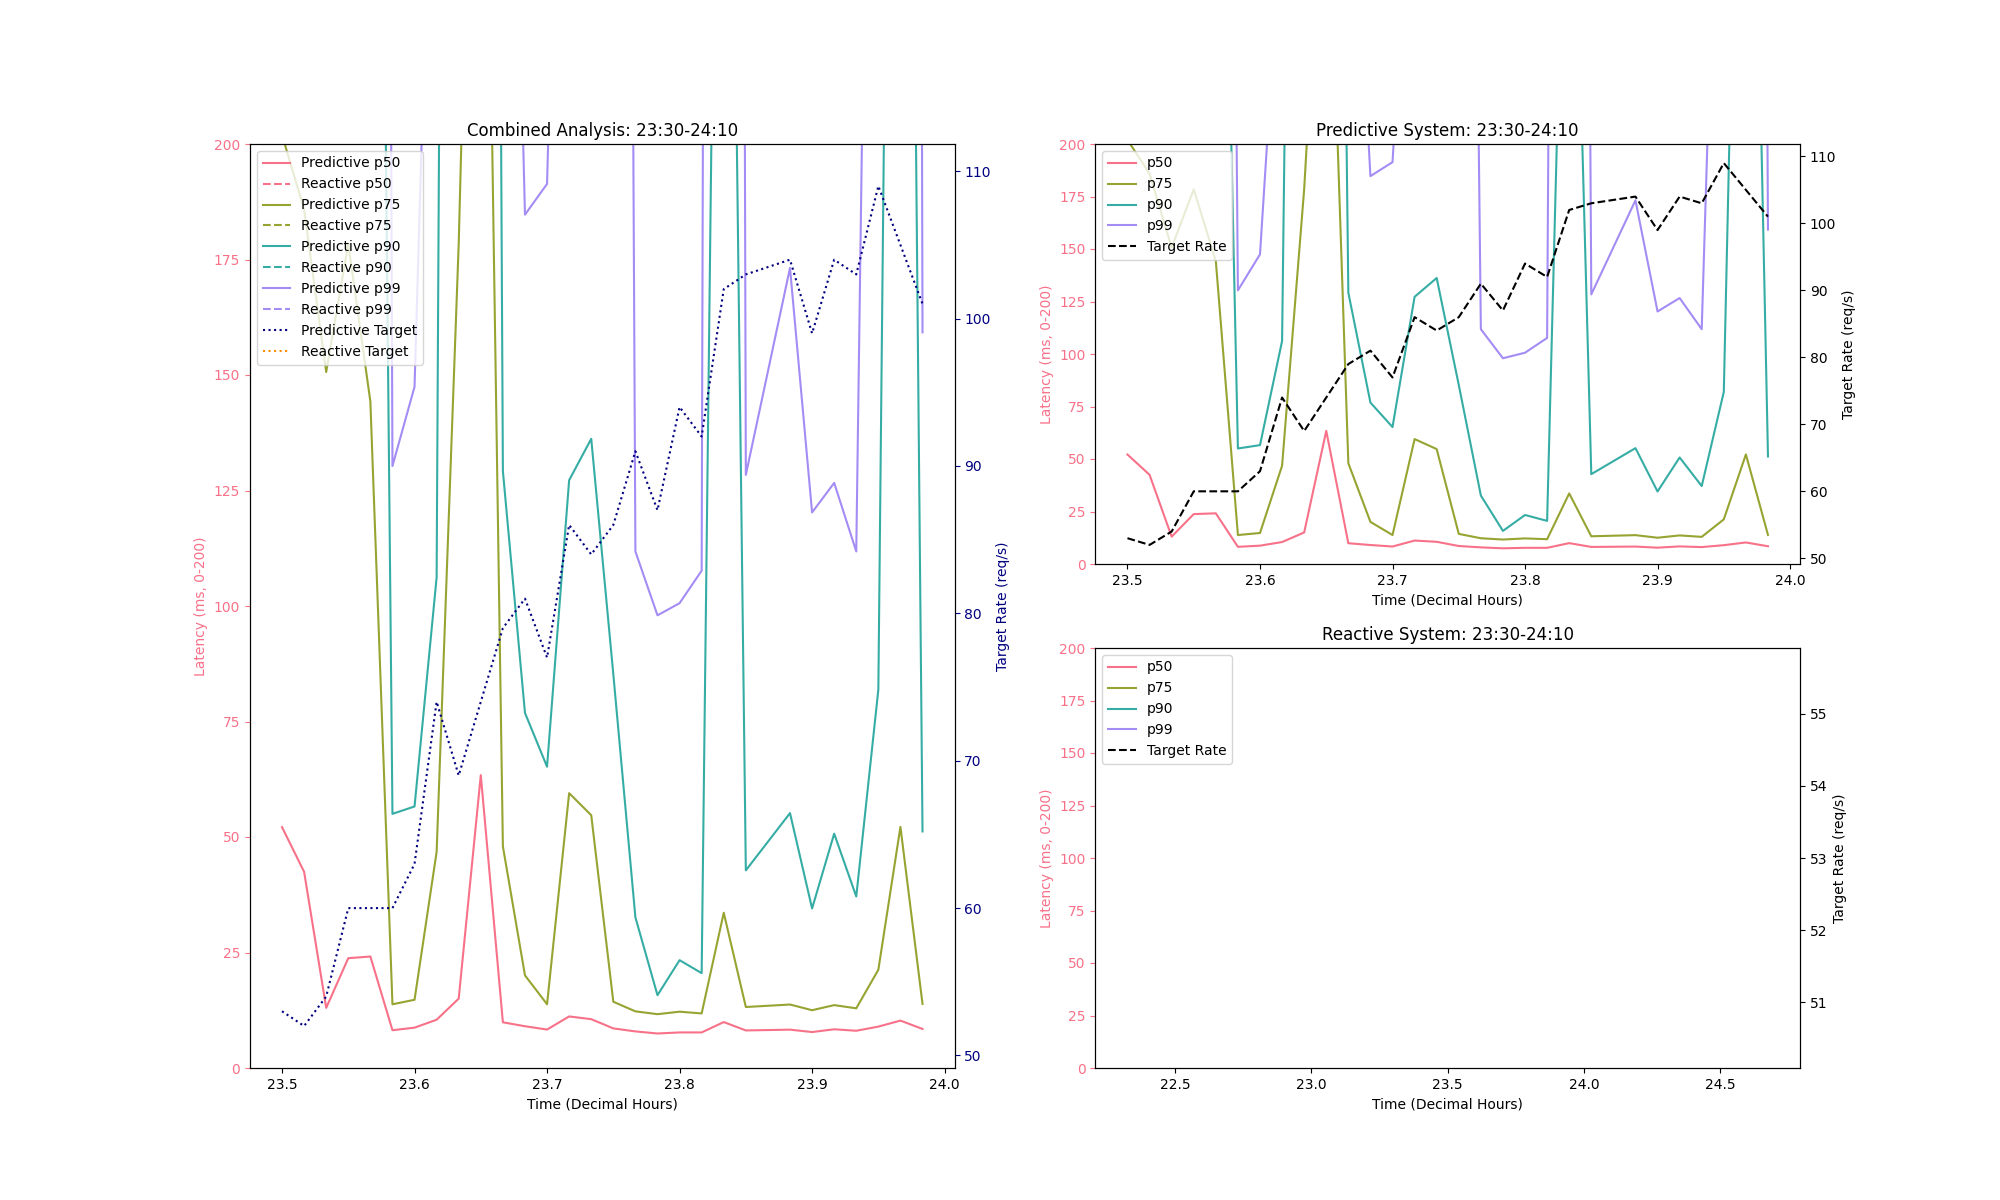 Combined Analysis: 23:30-24:10
200
175
150
125
100
75
50
25
0
Latency (ms, 0-200)
Predictive p50
Reactive p50
Predictive p75
Reactive p75
Predictive p90
Reactive p90
Predictive p99
Reactive p99
Predictive Target
Reactive Target
110
100
90
80
70
60
50
Target Rate (req/s)
23.5 23.6 23.7 23.8 23.9 24.0
Time (Decimal Hours)
Predictive System: 23:30-24:10
200
175
150
125
100
75
50
25
0
Latency (ms, 0-200)
p50
p75
p90
p99
Target Rate
110
100
90
80
70
60
50
Target Rate (req/s)
23.5 23.6 23.7 23.8 23.9 24.0
Time (Decimal Hours)
Reactive System: 23:30-24:10
200
175
150
125
100
75
50
25
0
Latency (ms, 0-200)
p50
p75
p90
p99
Target Rate
55
54
53
52
51
Target Rate (req/s)
22.5 23.0 23.5 24.0 24.5
Time (Decimal Hours)